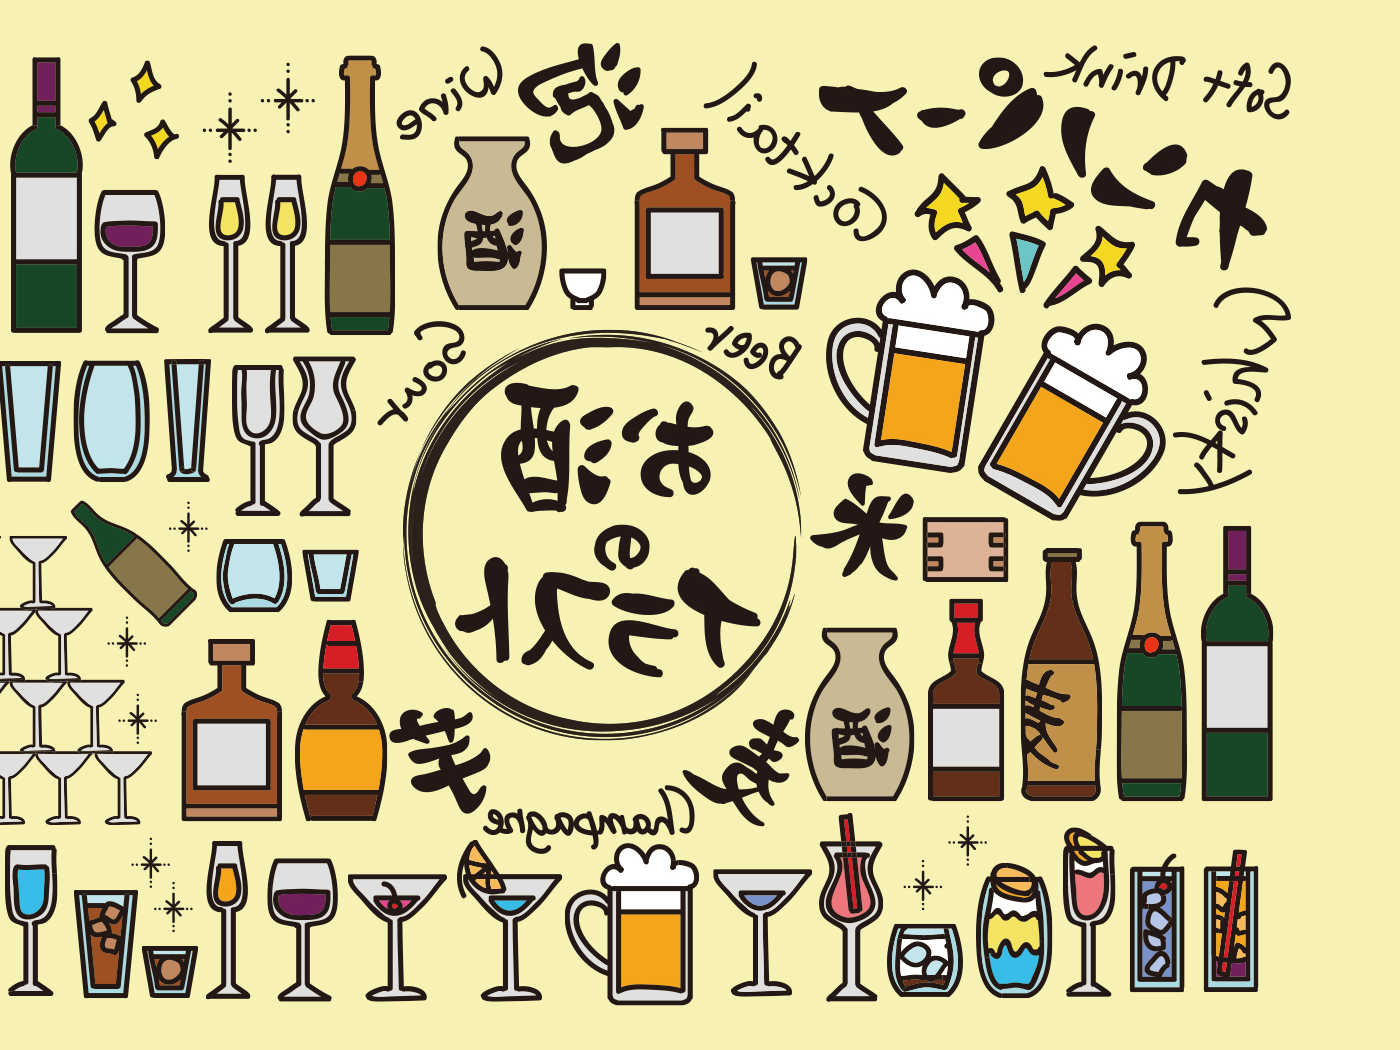 Wine
酒
Cocktail
カンパーイ
Soft Drink
酒
Sour
Beer
Whisky
お酒
の
イラスト
米
芋
麦
酒
麦
Champagne